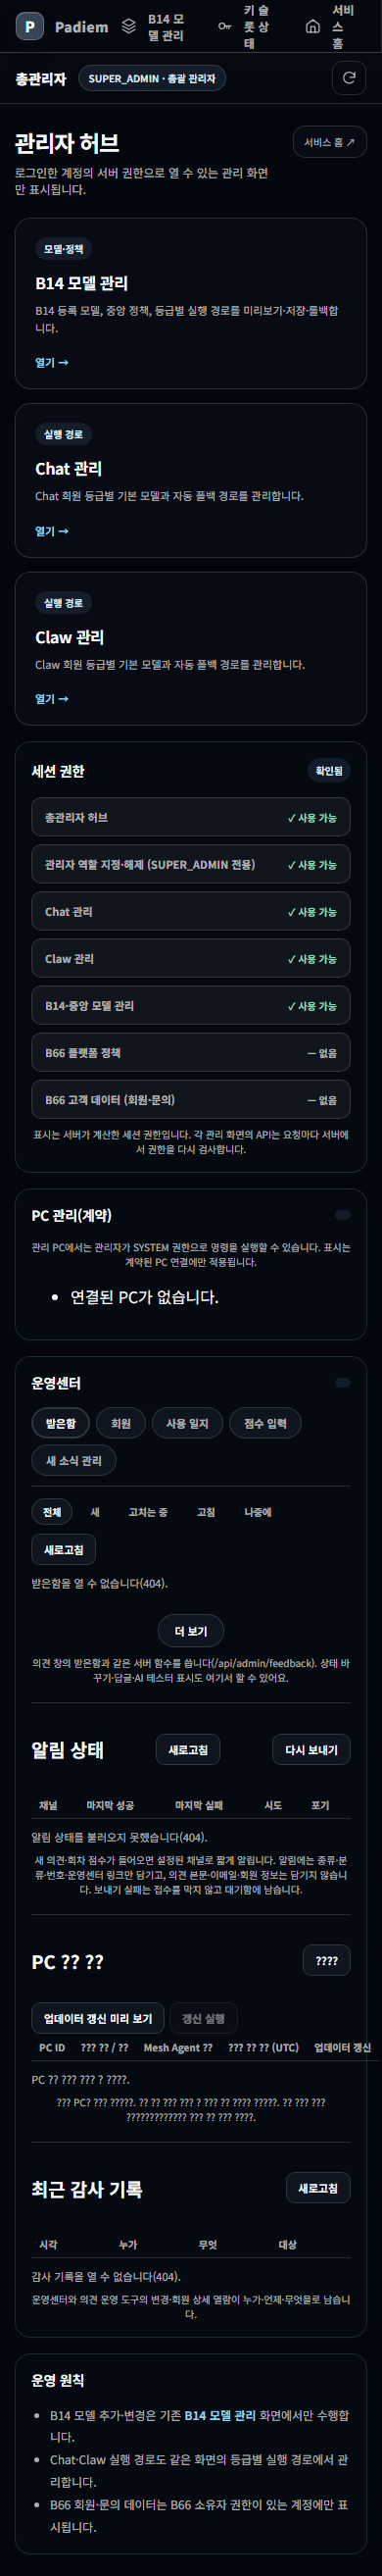 P Padiem
B14 모
델 관리
키 슬
롯 상
태
서비
스
홈
총관리자
SUPER_ADMIN · 총괄 관리자
관리자 허브
서비스 홈 ↗
로그인한 계정의 서버 권한으로 열 수 있는 관리 화면
만 표시됩니다.
모델·정책
B14 모델 관리
B14 등록 모델, 중앙 정책, 등급별 실행 경로를 미리보기·저장·롤백합
니다.
열기 →
실행 경로
Chat 관리
Chat 회원 등급별 기본 모델과 자동 폴백 경로를 관리합니다.
열기 →
실행 경로
Claw 관리
Claw 회원 등급별 기본 모델과 자동 폴백 경로를 관리합니다.
열기 →
세션 권한
확인됨
총관리자 허브 ✓ 사용 가능
관리자 역할 지정·해제 (SUPER_ADMIN 전용) ✓ 사용 가능
Chat 관리 ✓ 사용 가능
Claw 관리 ✓ 사용 가능
B14·중앙 모델 관리 ✓ 사용 가능
B66 플랫폼 정책 — 없음
B66 고객 데이터 (회원·문의) — 없음
표시는 서버가 계산한 세션 권한입니다. 각 관리 화면의 API는 요청마다 서버에
서 권한을 다시 검사합니다.
PC 관리(계약)
관리 PC에서는 관리자가 SYSTEM 권한으로 명령을 실행할 수 있습니다. 표시는
계약된 PC 연결에만 적용됩니다.
• 연결된 PC가 없습니다.
운영센터
받은함 회원 사용 일지 점수 입력
새 소식 관리
전체 새 고치는 중 고침 나중에
새로고침
받은함을 열 수 없습니다(404).
더 보기
의견 창의 받은함과 같은 서버 함수를 씁니다(/api/admin/feedback). 상태 바
꾸기·답글·AI 테스터 표시도 여기서 할 수 있어요.
알림 상태 새로고침 다시 보내기
채널 마지막 성공 마지막 실패 시도 포기
알림 상태를 불러오지 못했습니다(404).
새 의견·회차 점수가 들어오면 설정된 채널로 짧게 알립니다. 알림에는 종류·분
류·번호·운영센터 링크만 담기고, 의견 본문·이메일·회원 정보는 담기지 않습니
다. 보내기 실패는 접수를 막지 않고 대기함에 남습니다.
PC ?? ?? ????
업데이터 갱신 미리 보기 갱신 실행
PC ID ??? ?? / ?? Mesh Agent ?? ??? ?? ?? (UTC) 업데이터 갱신
PC ?? ??? ??? ? ????.
??? PC? ??? ?????. ?? ?? ??? ??? ? ??? ?? ???? ?????. ?? ??? ???
????????????? ??? ?? ??? ????.
최근 감사 기록 새로고침
시각 누가 무엇 대상
감사 기록을 열 수 없습니다(404).
운영센터와 의견 운영 도구의 변경·회원 상세 열람이 누가·언제·무엇을로 남습니
다.
운영 원칙
• B14 모델 추가·변경은 기존 B14 모델 관리 화면에서만 수행합
니다.
• Chat·Claw 실행 경로도 같은 화면의 등급별 실행 경로에서 관
리합니다.
• B66 회원·문의 데이터는 B66 소유자 권한이 있는 계정에만 표
시됩니다.